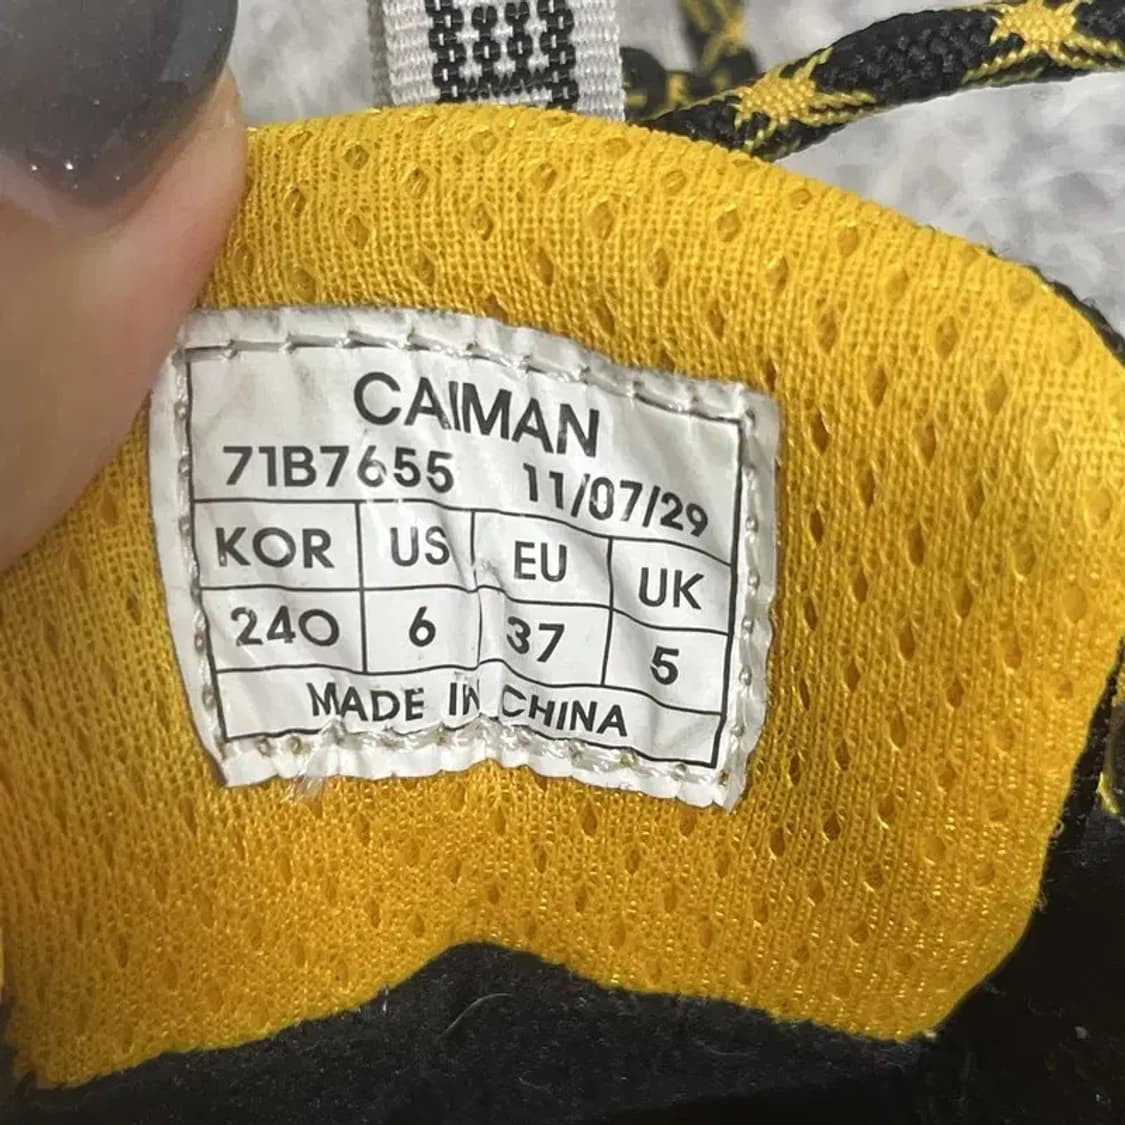 CAIMAN
71B7655 11/07/29
KOR US EU UK
240 6 37 5
MADE IN CHINA